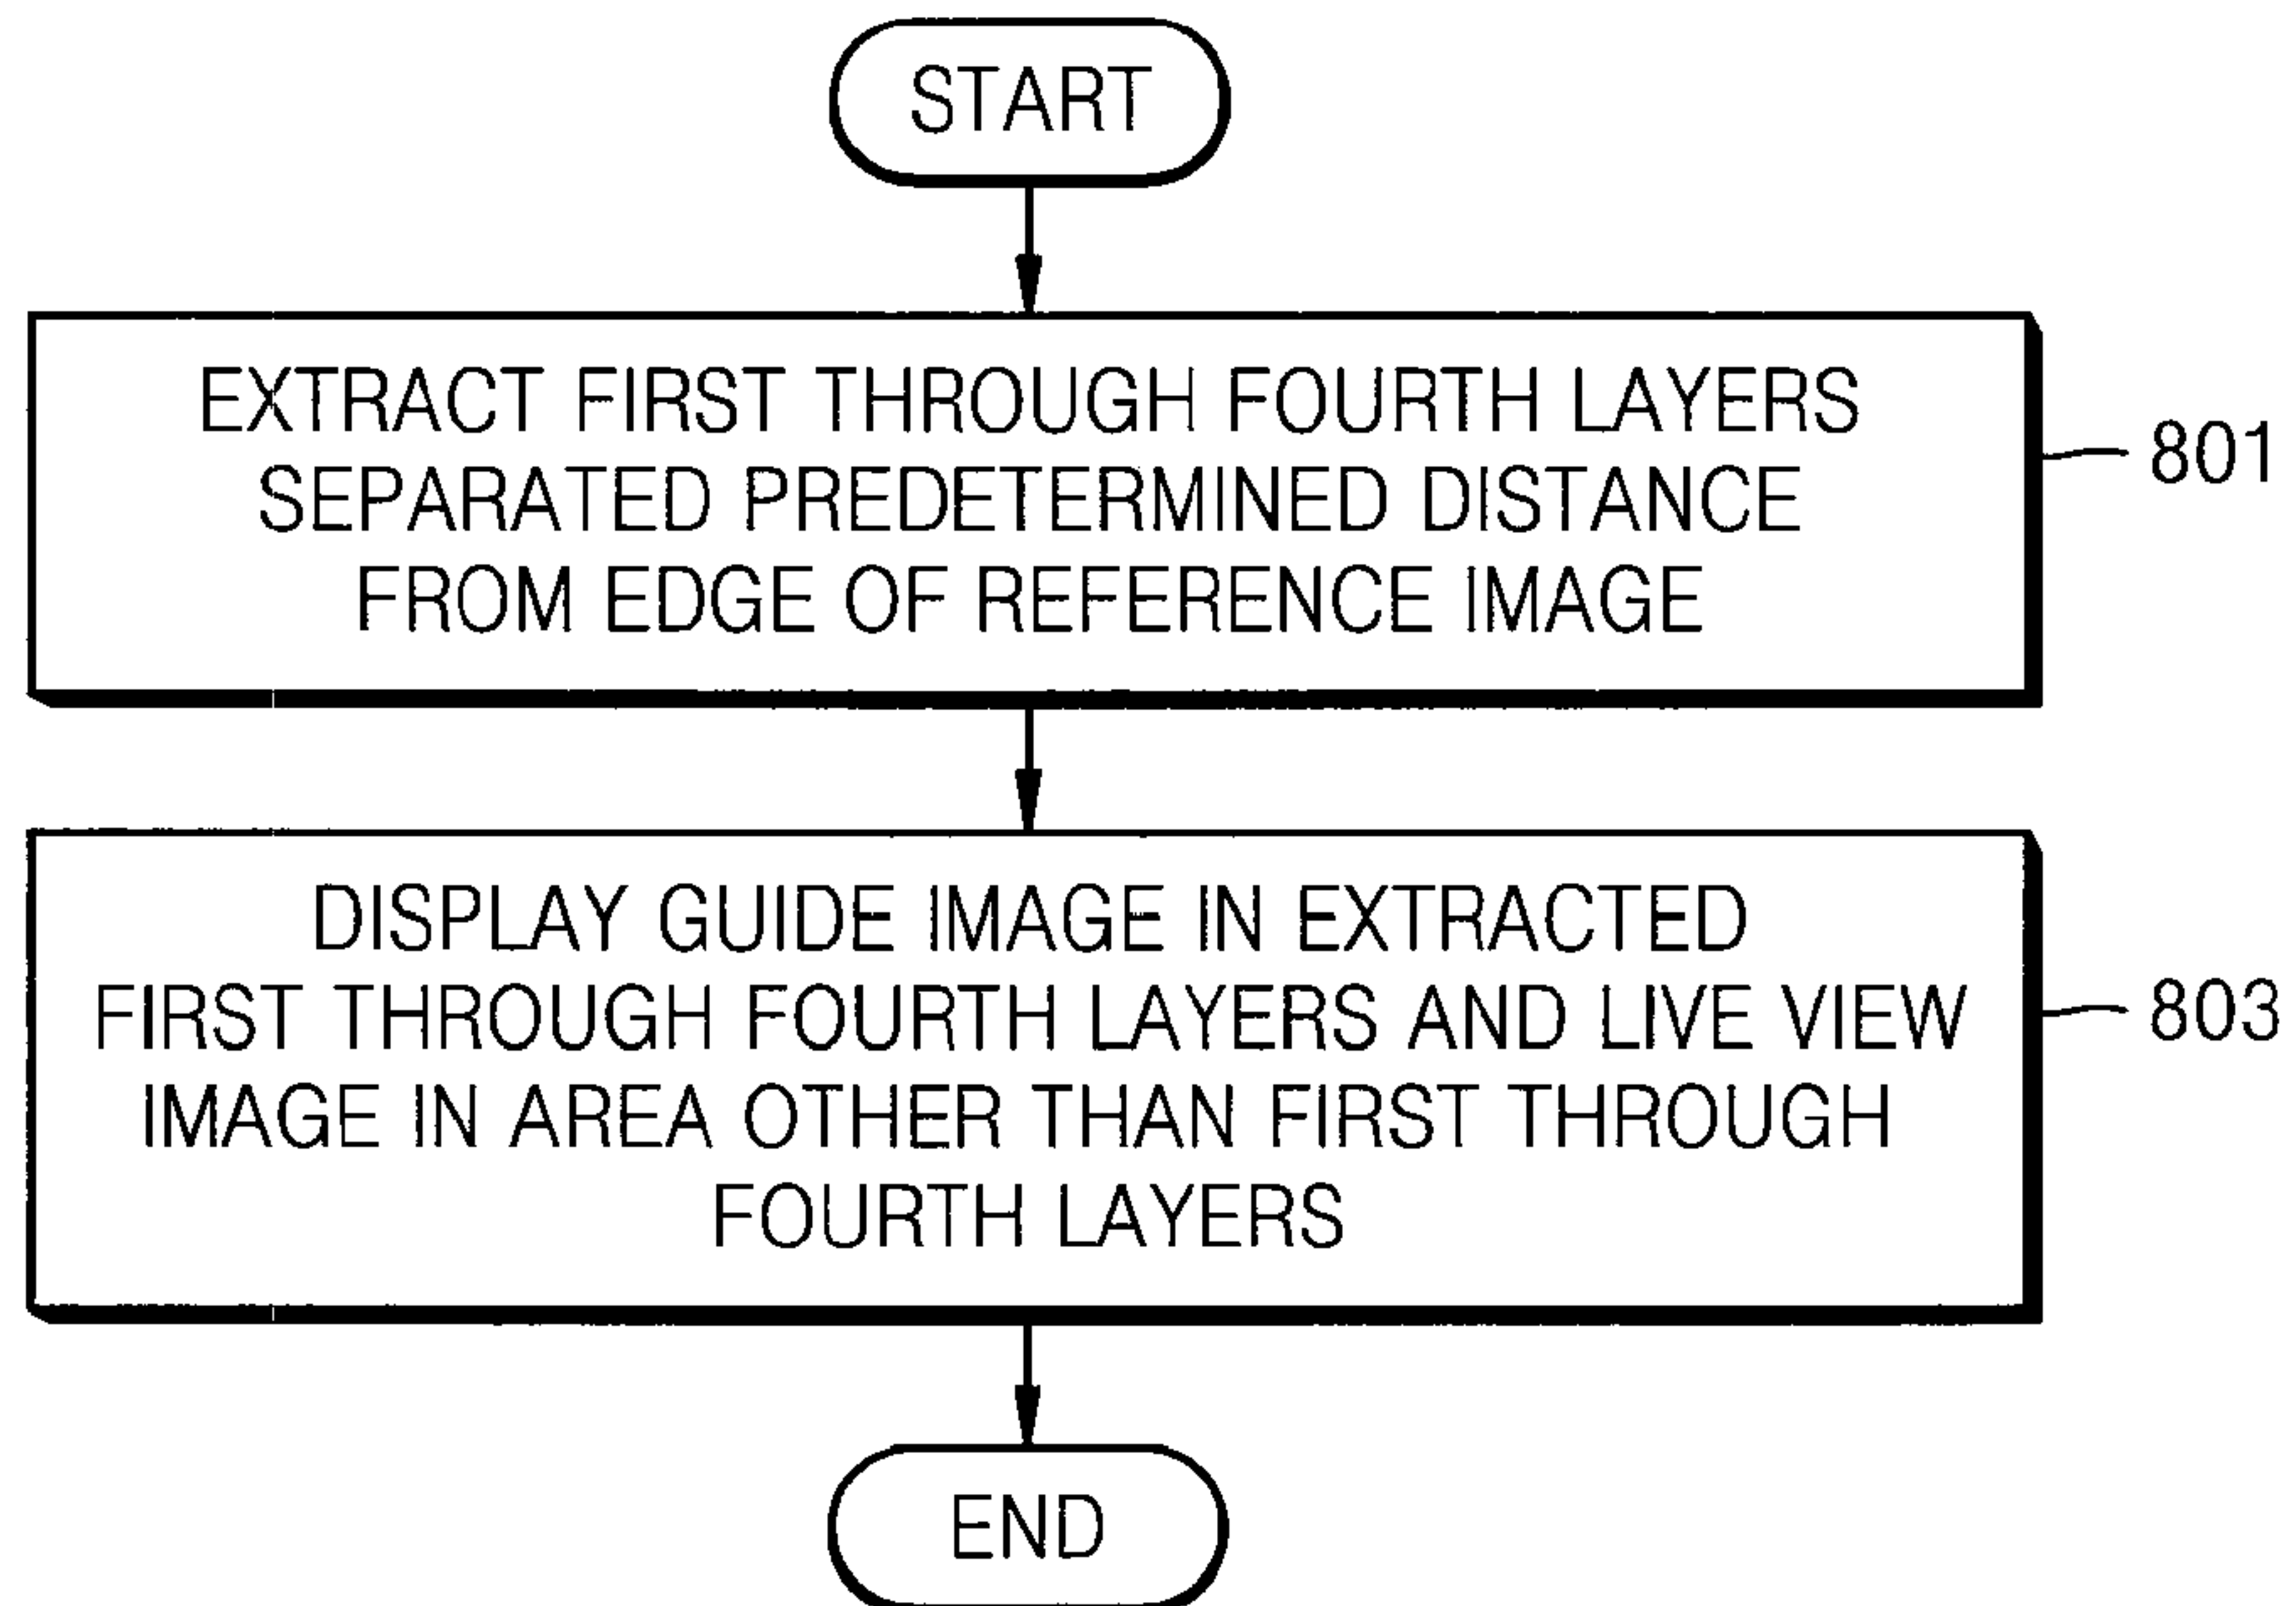 START
EXTRACT FIRST THROUGH FOURTH LAYERS
SEPARATED PREDETERMINED DISTANCE
FROM EDGE OF REFERENCE IMAGE
801
DISPLAY GUIDE IMAGE IN EXTRACTED
FIRST THROUGH FOURTH LAYERS AND LIVE VIEW
IMAGE IN AREA OTHER THAN FIRST THROUGH
FOURTH LAYERS
803
END